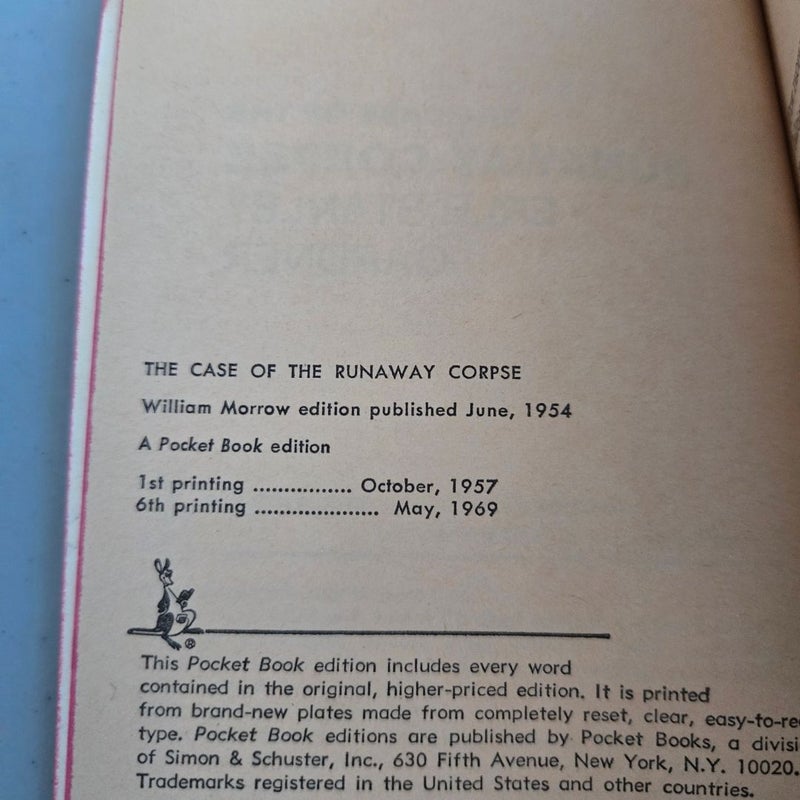 THE CASE OF THE RUNAWAY CORPSE
William Morrow edition published June, 1954
A Pocket Book edition
1st printing ................ October, 1957
6th printing .................... May, 1969
®
This Pocket Book edition includes every word
contained in the original, higher-priced edition. It is printed
from brand-new plates made from completely reset, clear, easy-to-re
type. Pocket Book editions are published by Pocket Books, a divisi
of Simon & Schuster, Inc., 630 Fifth Avenue, New York, N.Y. 10020.
Trademarks registered in the United States and other countries.